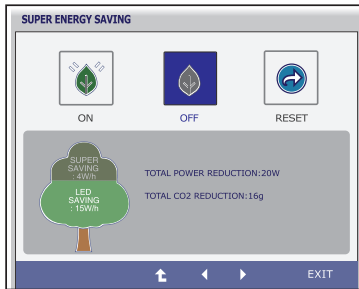 SUPER ENERGY SAVING
ON
OFF
RESET
SUPER
SAVING
: 4W/h
LED
SAVING
: 15W/h
TOTAL POWER REDUCTION:20W
TOTAL CO2 REDUCTION:16g
EXIT